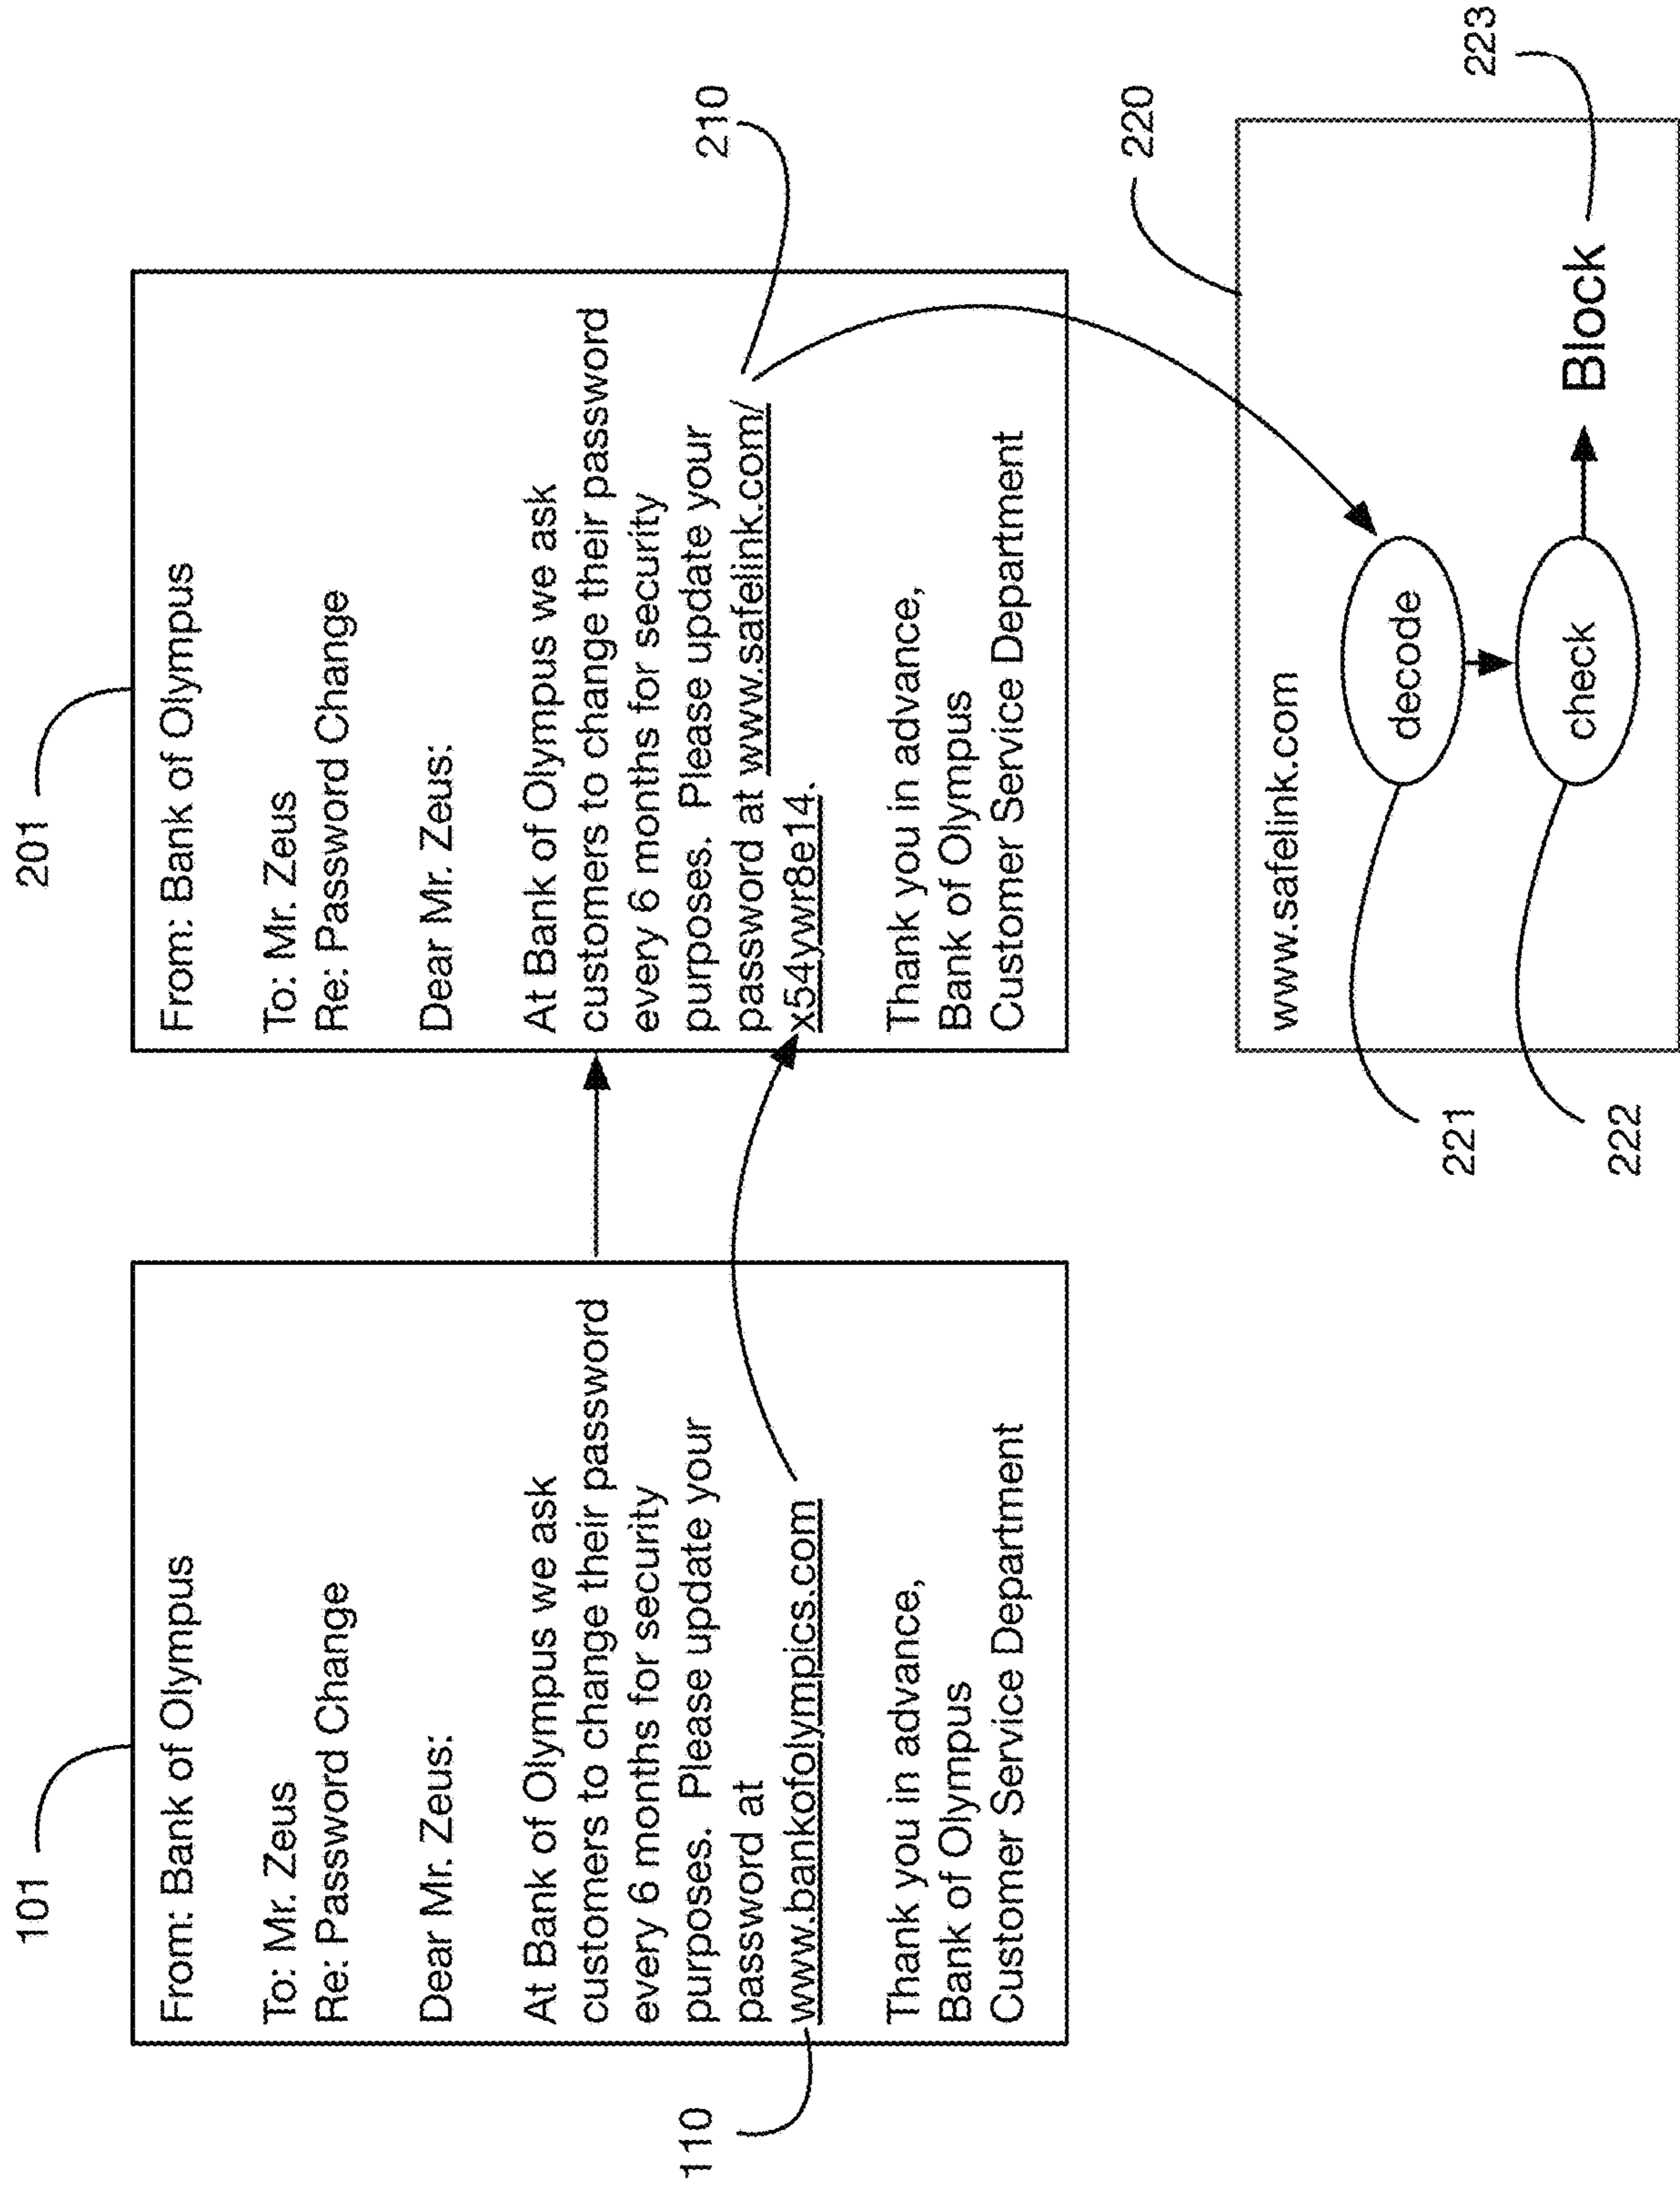 101
From: Bank of Olympus
To: Mr. Zeus
Re: Password Change
Dear Mr. Zeus:
At Bank of Olympus we ask
customers to change their password
every 6 months for security
purposes. Please update your
password at
www.bankofolympics.com
Thank you in advance,
Bank of Olympus
Customer Service Department
110
201
From: Bank of Olympus
To: Mr. Zeus
Re: Password Change
Dear Mr. Zeus:
At Bank of Olympus we ask
customers to change their password
every 6 months for security
purposes. Please update your
password at www.safelink.com/
x54ywr8e14.
Thank you in advance,
Bank of Olympus
Customer Service Department
210
220
www.safelink.com
decode
221
check
222
Block
223